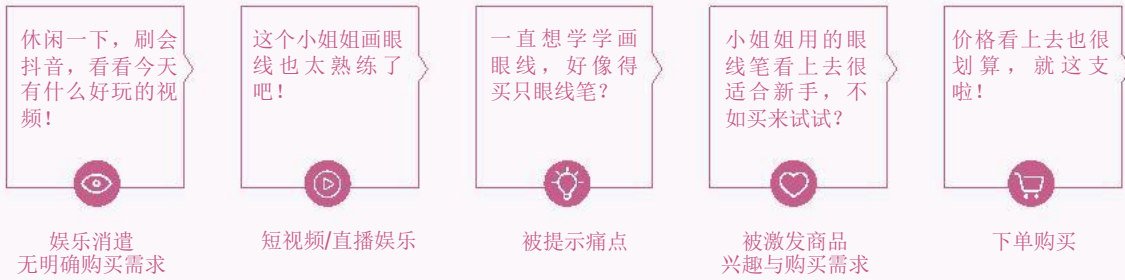 休闲一下，刷会
抖音，看看今天
有什么好玩的视
频！
这个小姐姐画眼
线也太熟练了
吧！
一直想学学画
眼线，好像得
买只眼线笔？
小姐姐用的眼
线笔看上去很
适合新手，不
如买来试试？
价格看上去也很
划算，就这支
啦！
娱乐消遣
无明确购买需求
短视频/直播娱乐
被提示痛点
被激发商品
兴趣与购买需求
下单购买